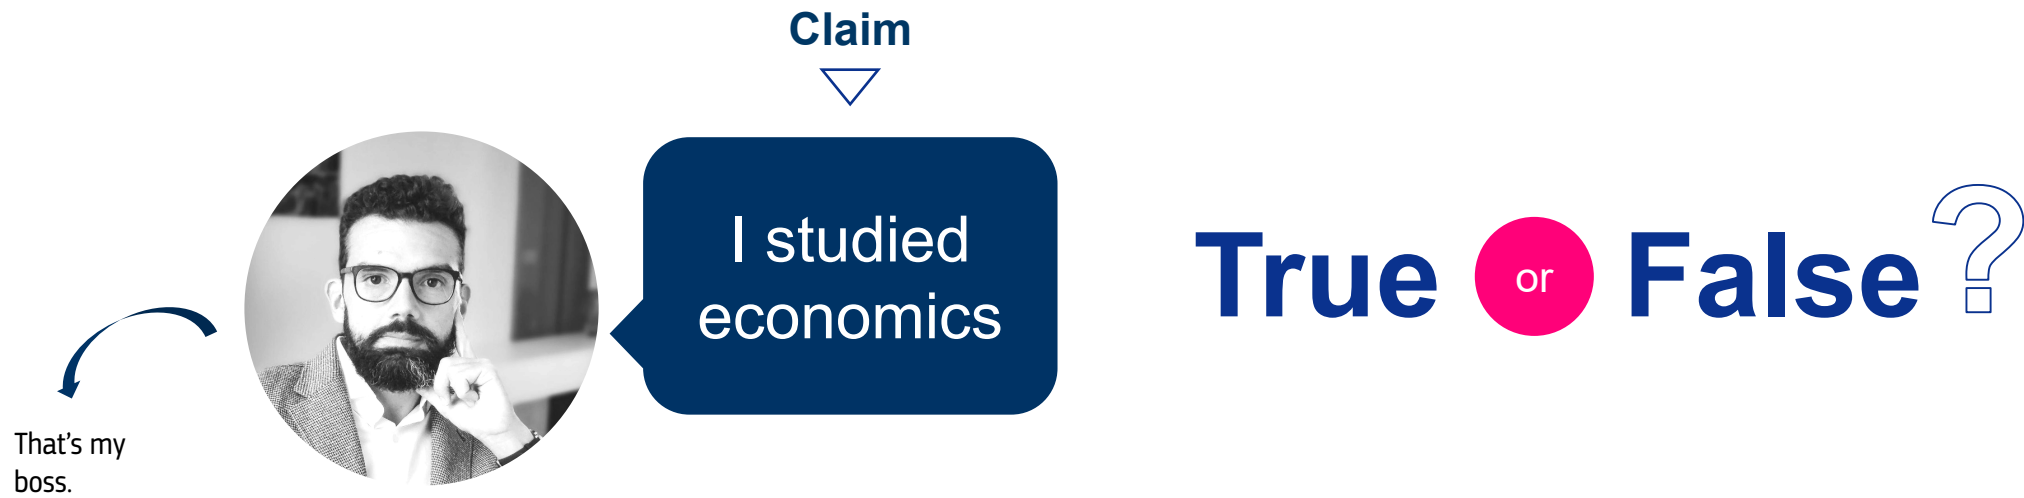 Claim
I studied
economics
True or False?
That's my
boss.